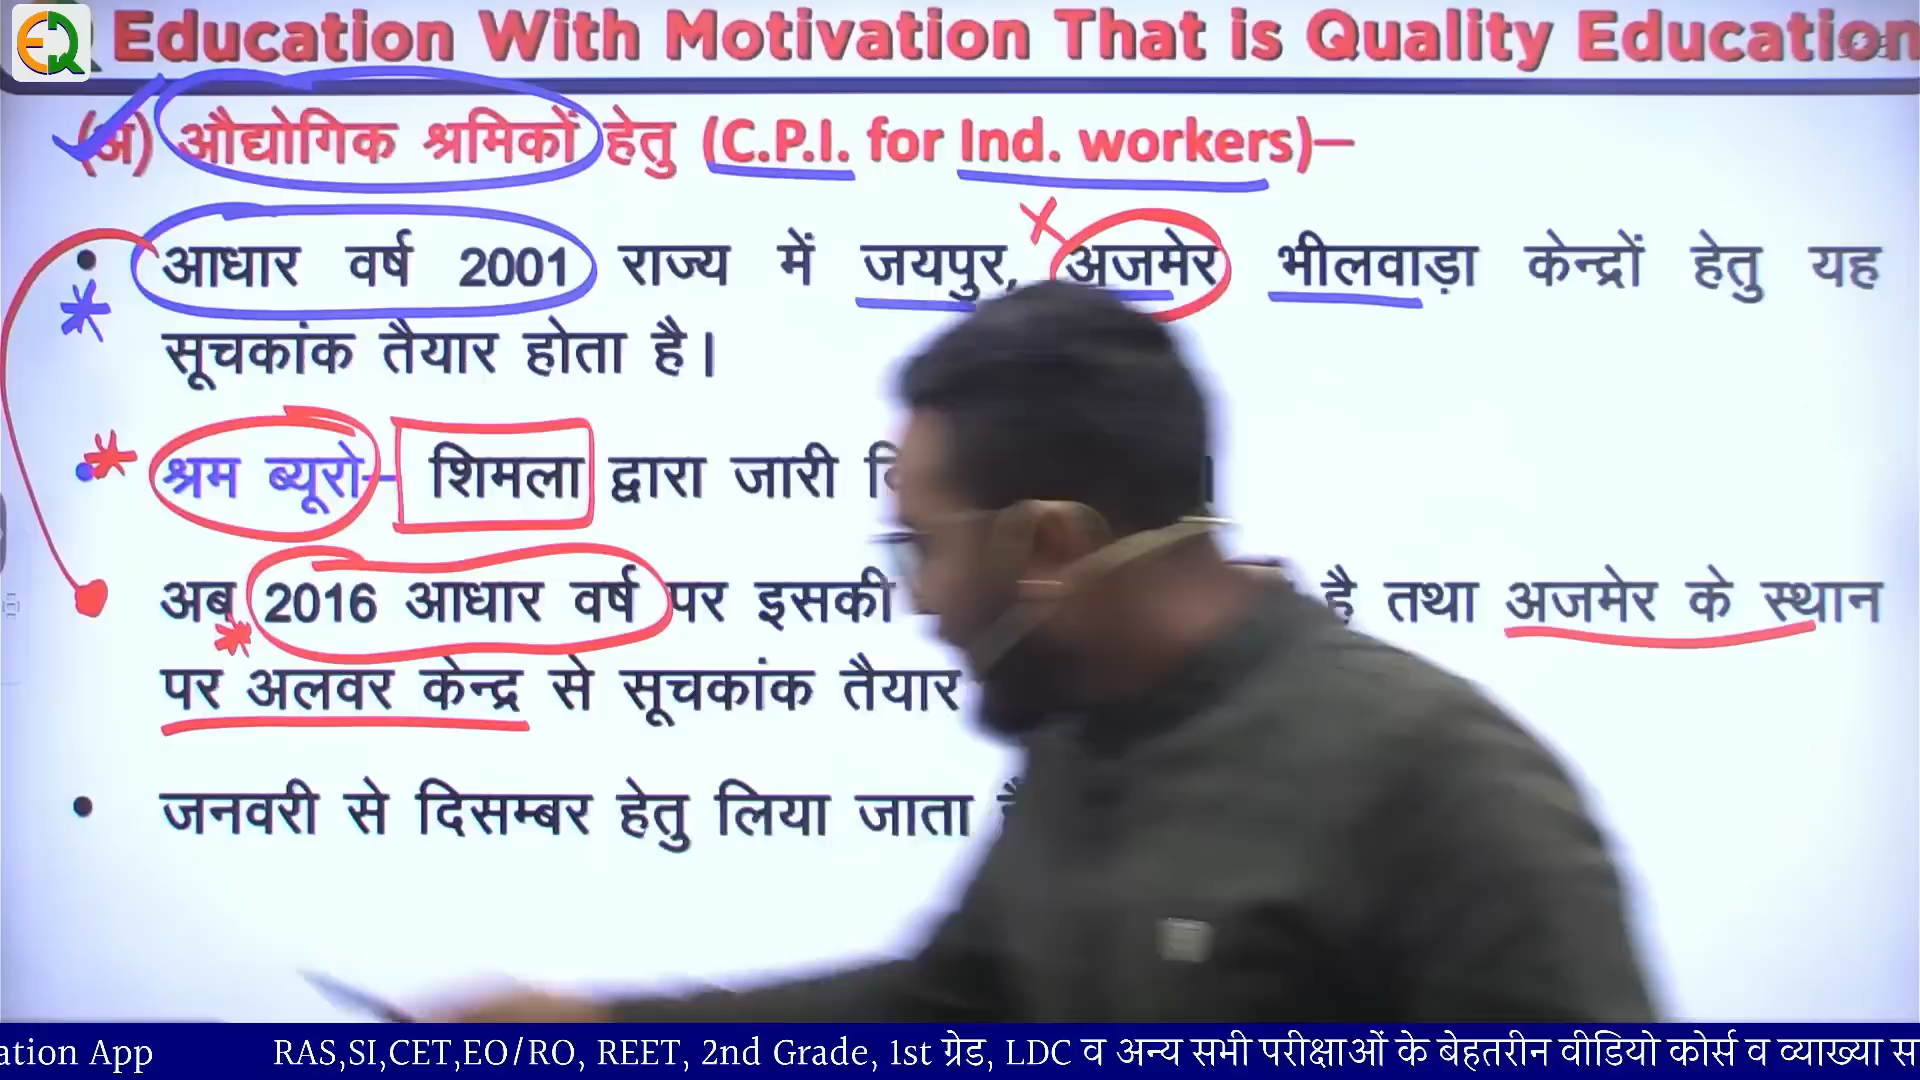 EQ
Education With Motivation That is Quality Education
(अ) औद्योगिक श्रमिकों हेतु (C.P.I. for Ind. workers)–
• आधार वर्ष 2001 राज्य में जयपुर, अजमेर भीलवाड़ा केन्द्रों हेतु यह
सूचकांक तैयार होता है।
• श्रम ब्यूरो– शिमला द्वारा जारी
अब 2016 आधार वर्ष पर इसकी है तथा अजमेर के स्थान
पर अलवर केन्द्र से सूचकांक तैयार
• जनवरी से दिसम्बर हेतु लिया जाता
ation App RAS,SI,CET,EO/RO, REET, 2nd Grade, 1st ग्रेड, LDC व अन्य सभी परीक्षाओं के बेहतरीन वीडियो कोर्स व व्याख्या स